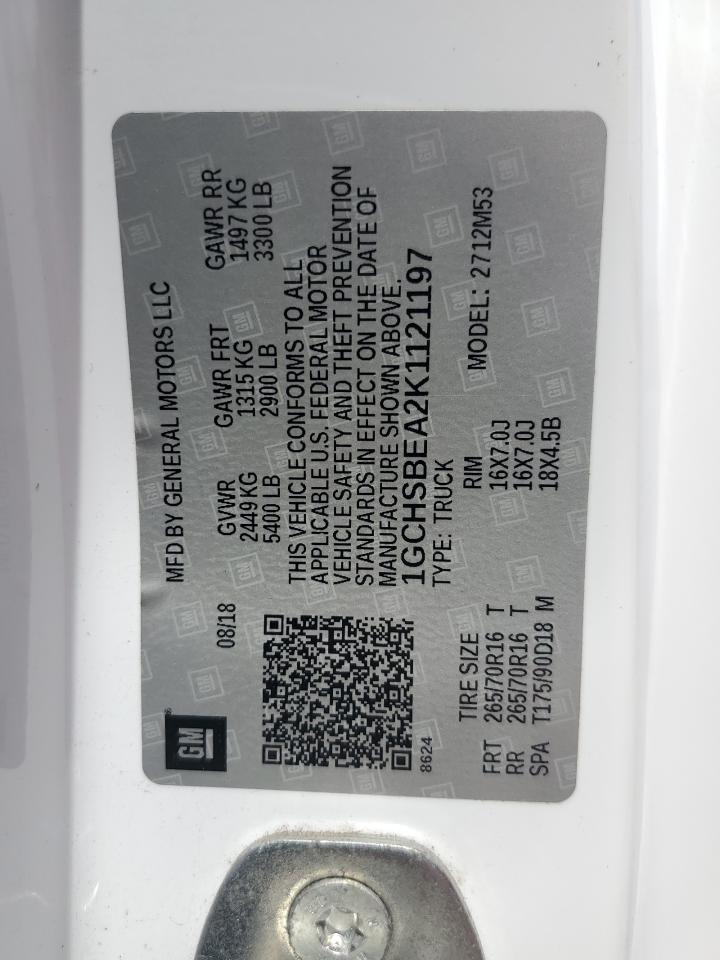 GM
MFD BY GENERAL MOTORS LLC
08/18
GVWR GAWR FRT GAWR RR
2449 KG 1315 KG 1497 KG
5400 LB 2900 LB 3300 LB
THIS VEHICLE CONFORMS TO ALL
APPLICABLE U.S. FEDERAL MOTOR
VEHICLE SAFETY AND THEFT PREVENTION
STANDARDS IN EFFECT ON THE DATE OF
MANUFACTURE SHOWN ABOVE.
1GCHSBEA2K1121197
8624
TYPE: TRUCK MODEL: 2712M53
TIRE SIZE RIM
FRT 265/70R16 T 16X7.0J
RR 265/70R16 T 16X7.0J
SPA T175/90D18 M 18X4.5B